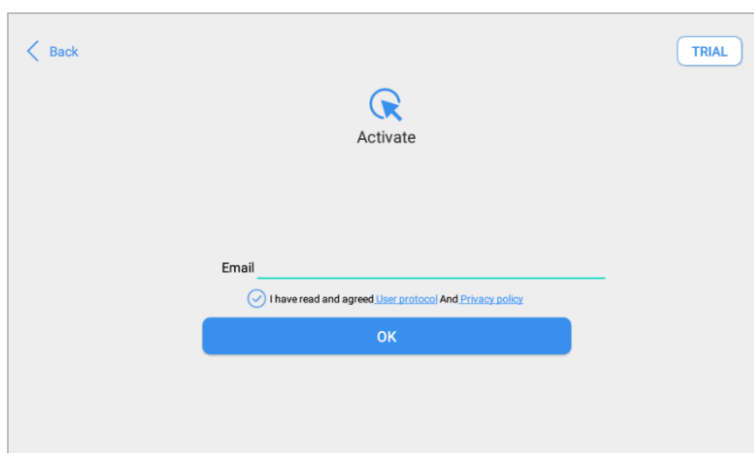 Back
TRIAL
Activate
Email
I have read and agreed User protocol And Privacy policy
OK